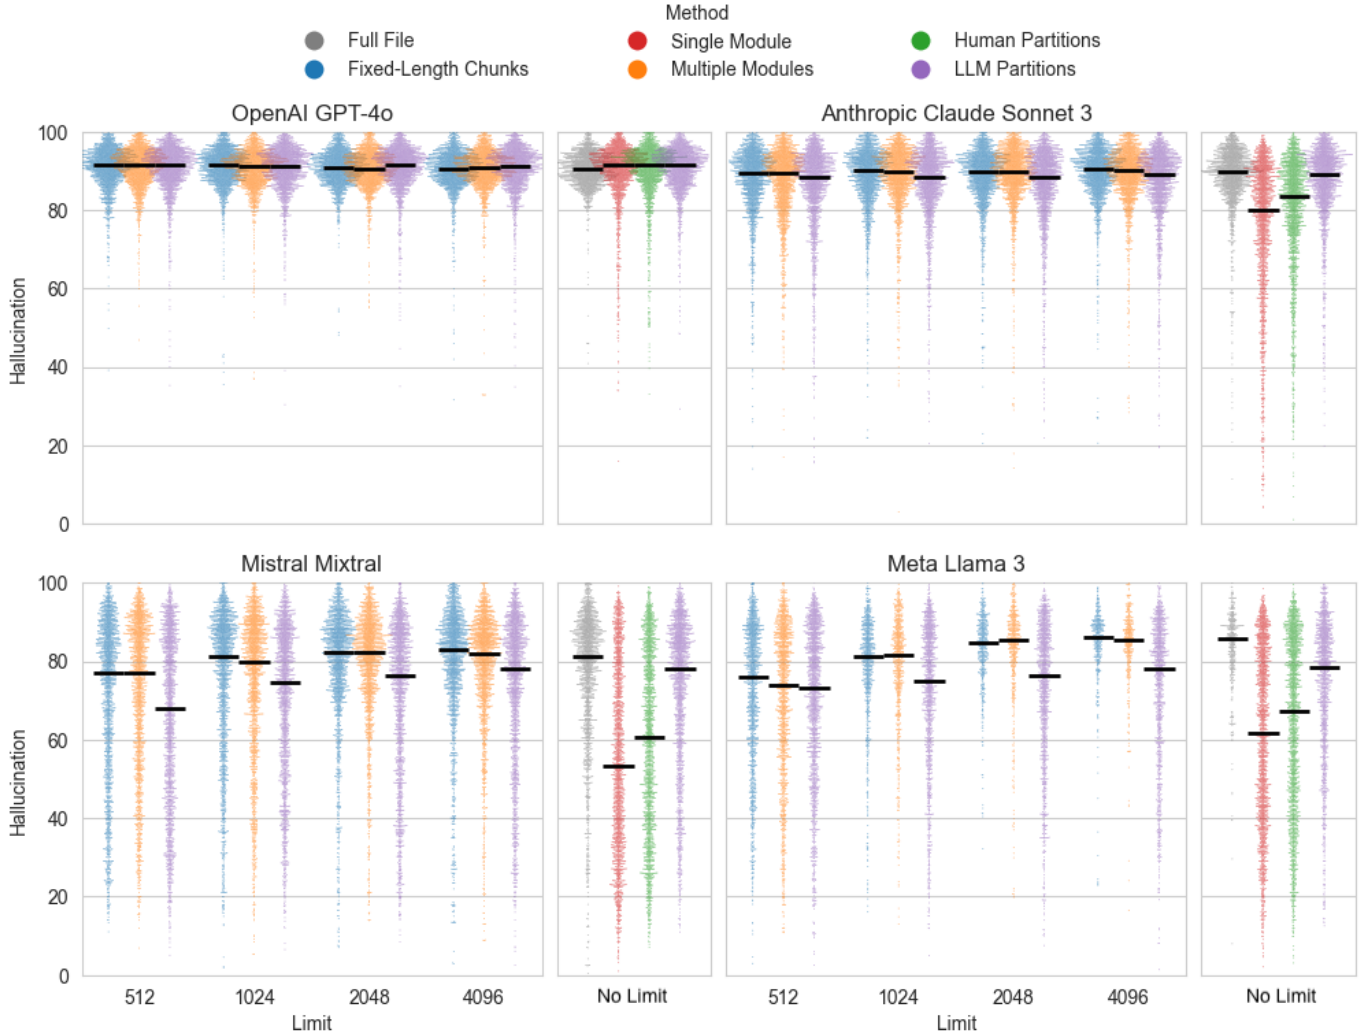 Method
Full File
Single Module
Human Partitions
Fixed-Length Chunks
Multiple Modules
LLM Partitions
OpenAI GPT-4o
Anthropic Claude Sonnet 3
100
80
60
40
20
0
Hallucination
Mistral Mixtral
Meta Llama 3
100
80
60
40
20
0
Hallucination
512
1024
2048
4096
No Limit
512
1024
2048
4096
No Limit
Limit
Limit